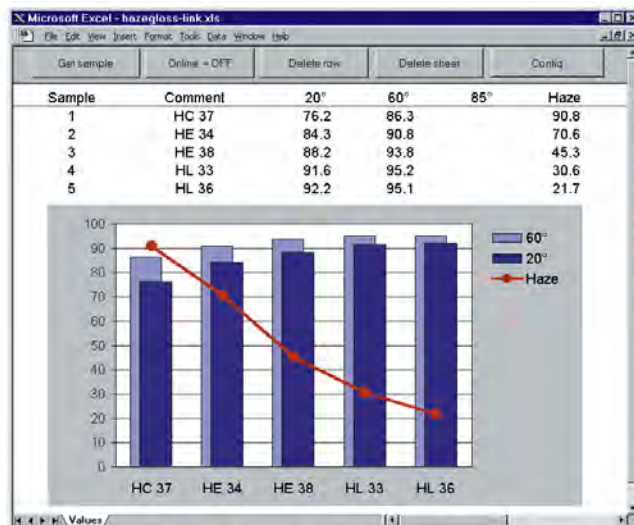 Microsoft Excel - hazegloss-link.xls
File Edit View Insert Format Tools Data Window Help
Get sample Online = OFF Delete row Delete sheet Config
Sample Comment 20° 60° 85° Haze
1 HC 37 76.2 86.3 90.8
2 HE 34 84.3 90.8 70.6
3 HE 38 88.2 93.8 45.3
4 HL 33 91.6 95.2 30.6
5 HL 36 92.2 95.1 21.7
100
90
80
70
60
50
40
30
20
10
0
60°
20°
Haze
HC 37 HE 34 HE 38 HL 33 HL 36
Values